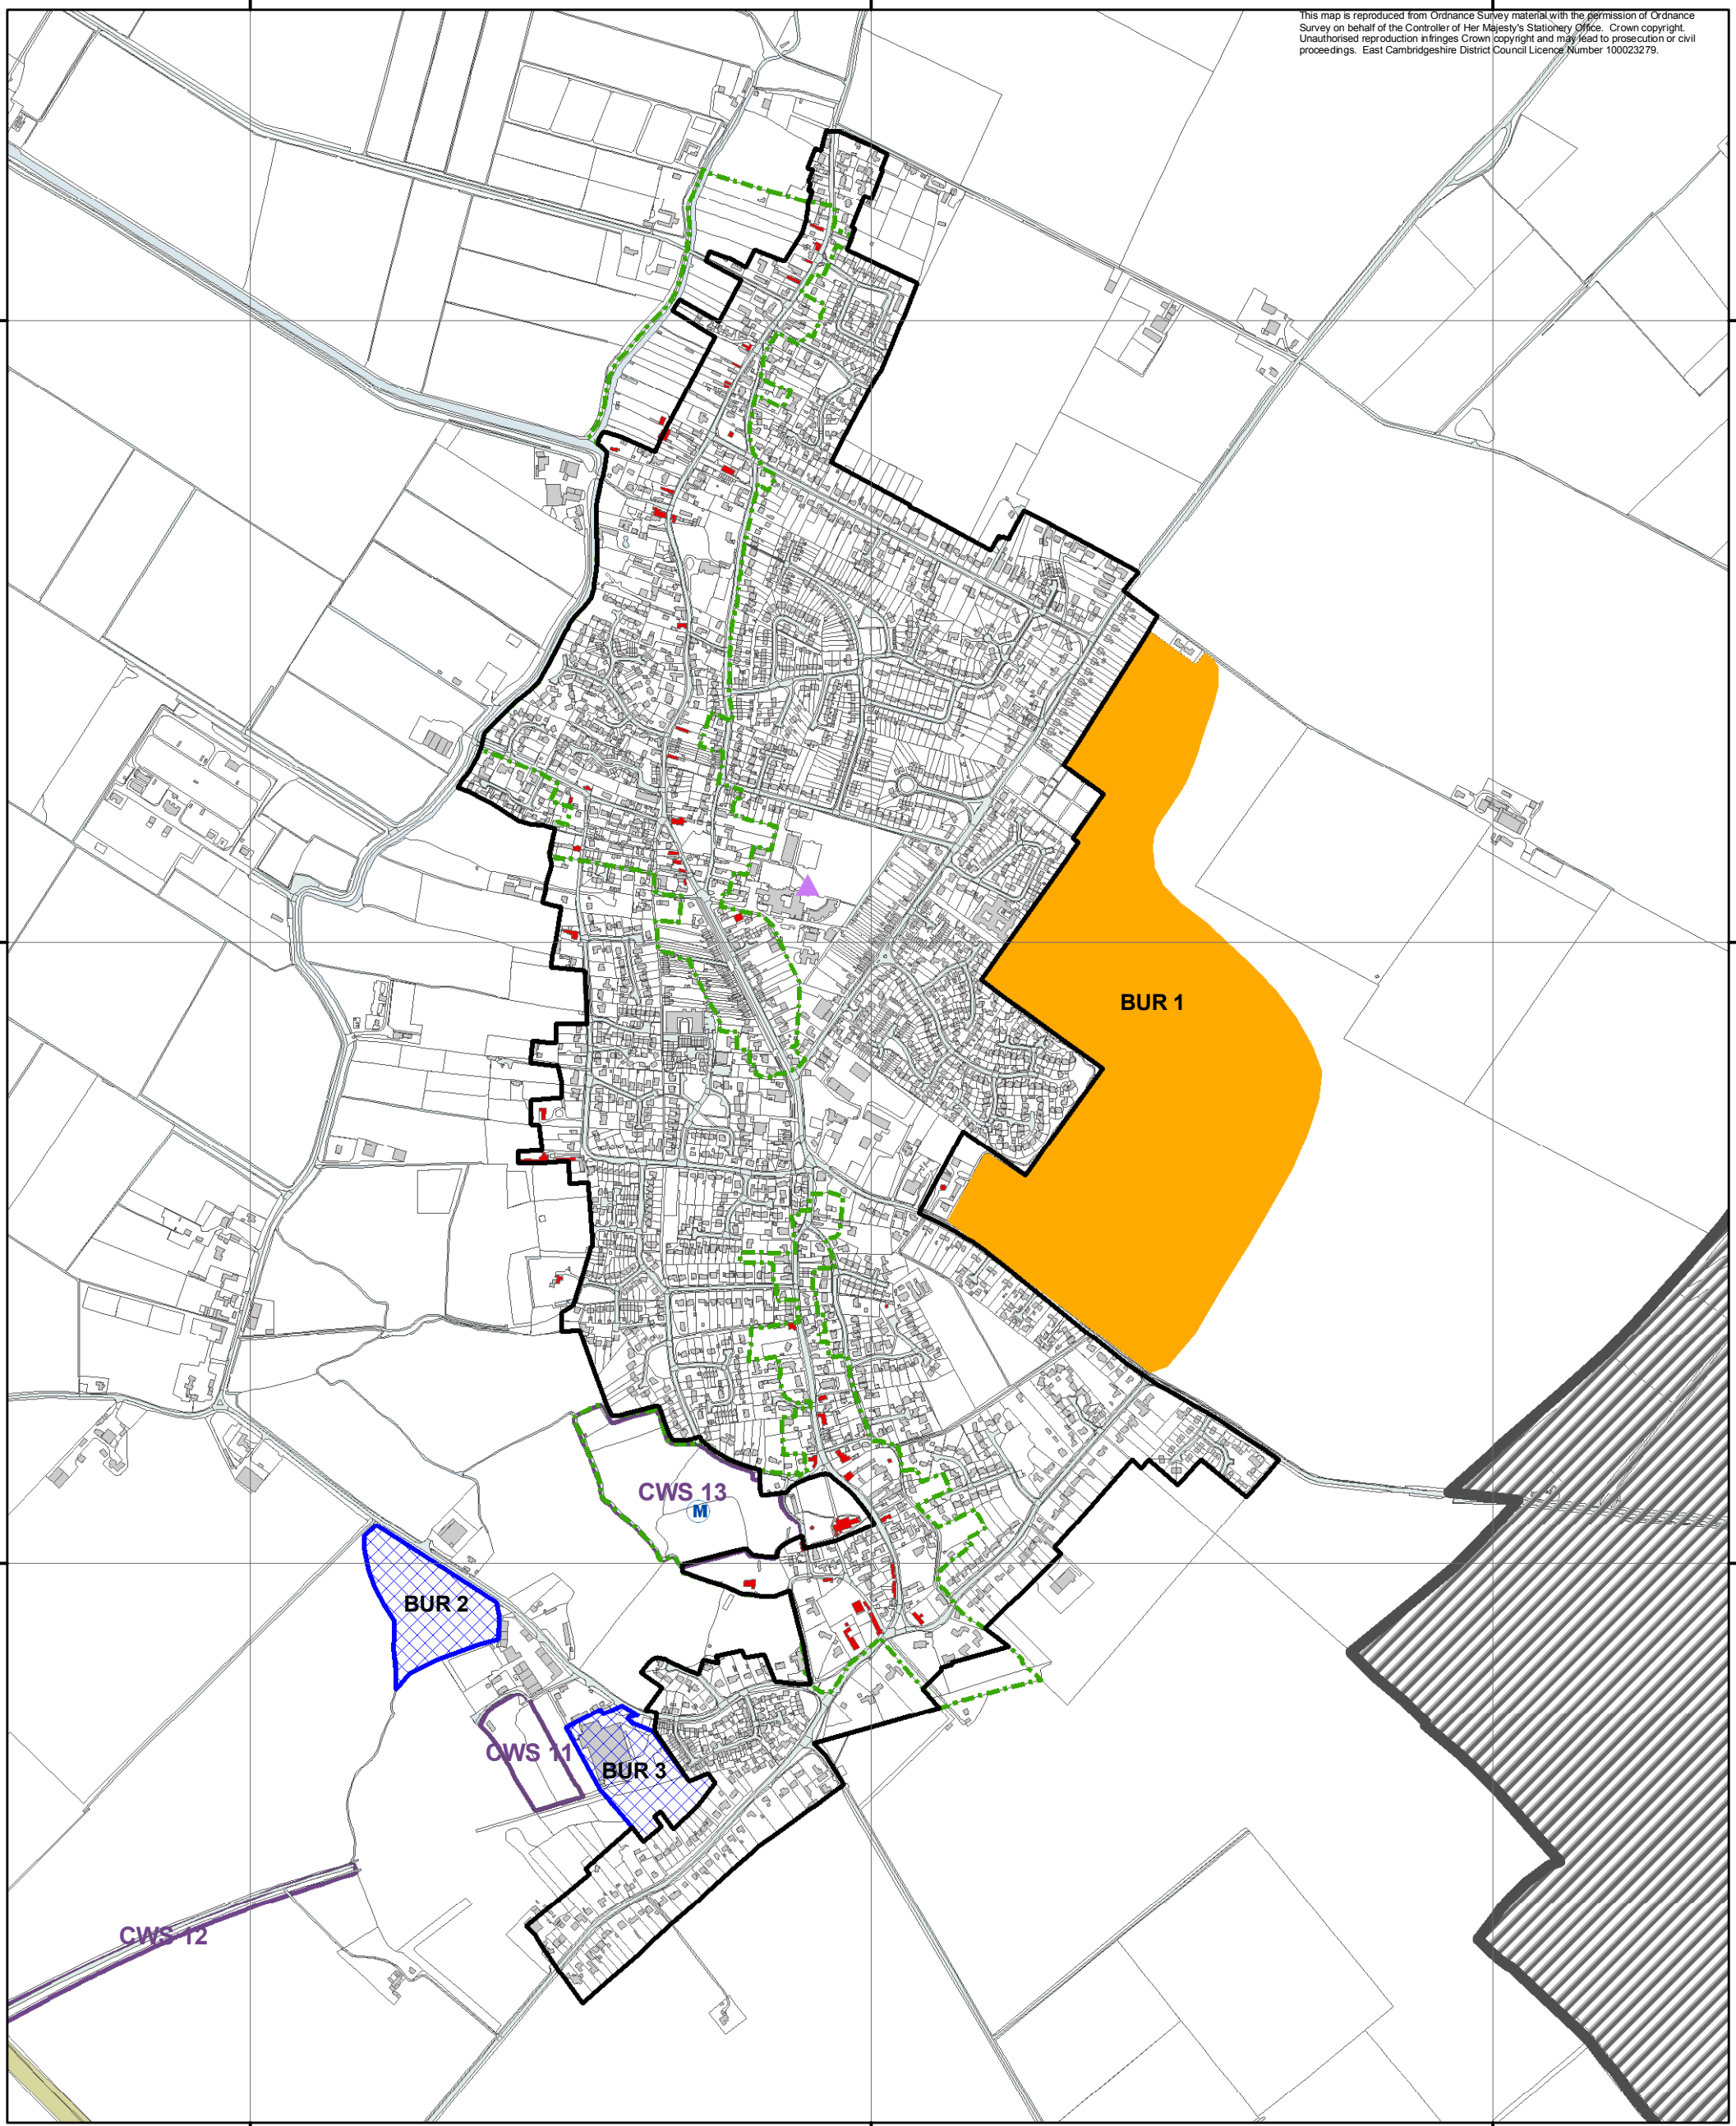 This map is reproduced from Ordnance Survey material with the permission of Ordnance
Survey on behalf of the Controller of Her Majesty's Stationery Office. Crown copyright.
Unauthorised reproduction infringes Crown copyright and may lead to prosecution or civil
proceedings. East Cambridgeshire District Council Licence Number 100023279.
BUR 1
CWS 13
M
BUR 2
CWS 11
BUR 3
CWS 12